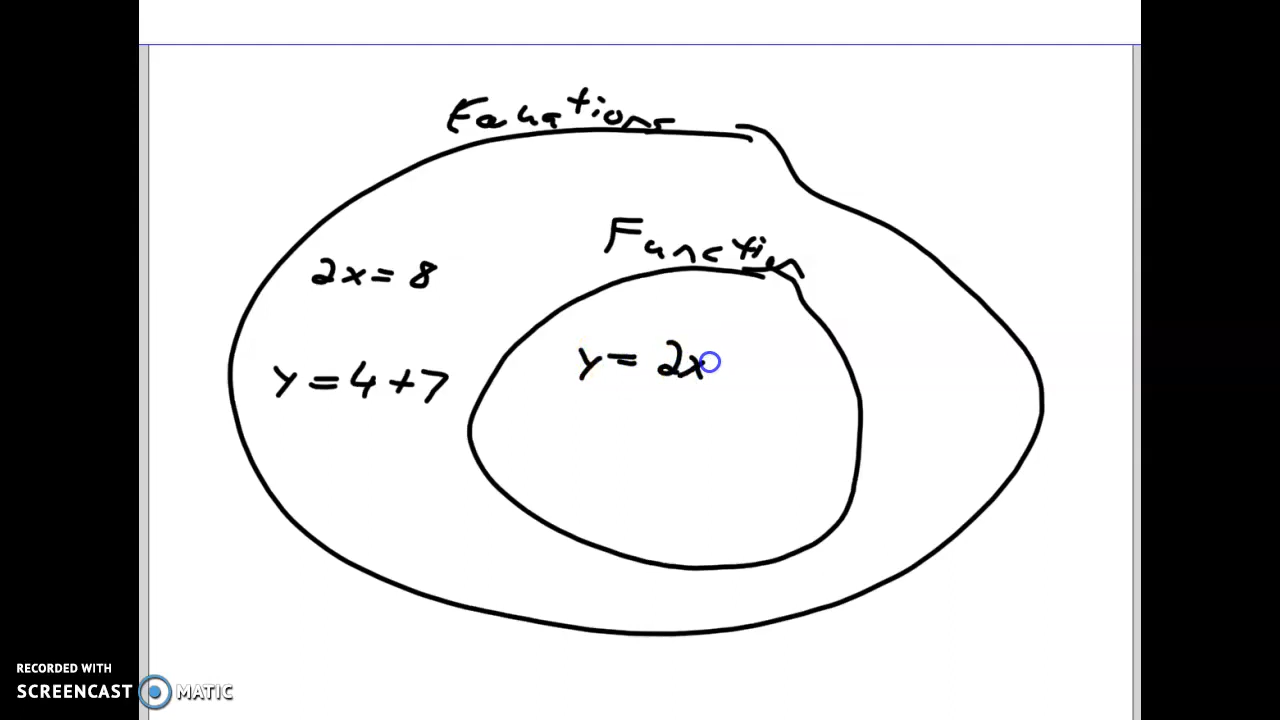 Equations
Function
2x = 8
y = 2x
y = 4 + 7
RECORDED WITH
SCREENCAST MATIC